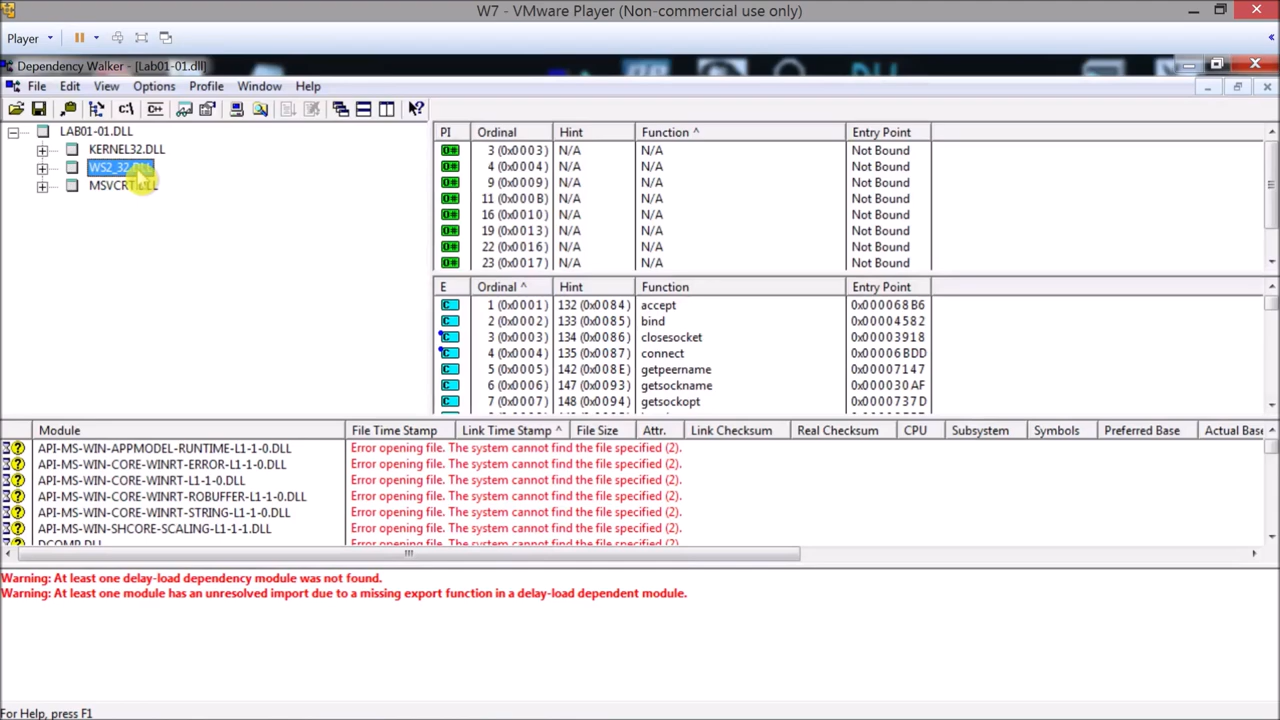 W7 - VMware Player (Non-commercial use only)
Player
Dependency Walker - [Lab01-01.dll]
File Edit View Options Profile Window Help
C:\ C++
LAB01-01.DLL
KERNEL32.DLL
WS2_32.DLL
MSVCRT.DLL
PI Ordinal Hint Function ^ Entry Point
O# 3 (0x0003) N/A N/A Not Bound
O# 4 (0x0004) N/A N/A Not Bound
O# 9 (0x0009) N/A N/A Not Bound
O# 11 (0x000B) N/A N/A Not Bound
O# 16 (0x0010) N/A N/A Not Bound
O# 19 (0x0013) N/A N/A Not Bound
O# 22 (0x0016) N/A N/A Not Bound
O# 23 (0x0017) N/A N/A Not Bound
E Ordinal ^ Hint Function Entry Point
C 1 (0x0001) 132 (0x0084) accept 0x000068B6
C 2 (0x0002) 133 (0x0085) bind 0x00004582
C 3 (0x0003) 134 (0x0086) closesocket 0x00003918
C 4 (0x0004) 135 (0x0087) connect 0x00006BDD
C 5 (0x0005) 142 (0x008E) getpeername 0x00007147
C 6 (0x0006) 147 (0x0093) getsockname 0x000030AF
C 7 (0x0007) 148 (0x0094) getsockopt 0x0000737D
Module File Time Stamp Link Time Stamp ^ File Size Attr. Link Checksum Real Checksum CPU Subsystem Symbols Preferred Base Actual Base
API-MS-WIN-APPMODEL-RUNTIME-L1-1-0.DLL Error opening file. The system cannot find the file specified (2).
API-MS-WIN-CORE-WINRT-ERROR-L1-1-0.DLL Error opening file. The system cannot find the file specified (2).
API-MS-WIN-CORE-WINRT-L1-1-0.DLL Error opening file. The system cannot find the file specified (2).
API-MS-WIN-CORE-WINRT-ROBUFFER-L1-1-0.DLL Error opening file. The system cannot find the file specified (2).
API-MS-WIN-CORE-WINRT-STRING-L1-1-0.DLL Error opening file. The system cannot find the file specified (2).
API-MS-WIN-SHCORE-SCALING-L1-1-1.DLL Error opening file. The system cannot find the file specified (2).
DCOMP.DLL Error opening file. The system cannot find the file specified (2).
Warning: At least one delay-load dependency module was not found.
Warning: At least one module has an unresolved import due to a missing export function in a delay-load dependent module.
For Help, press F1